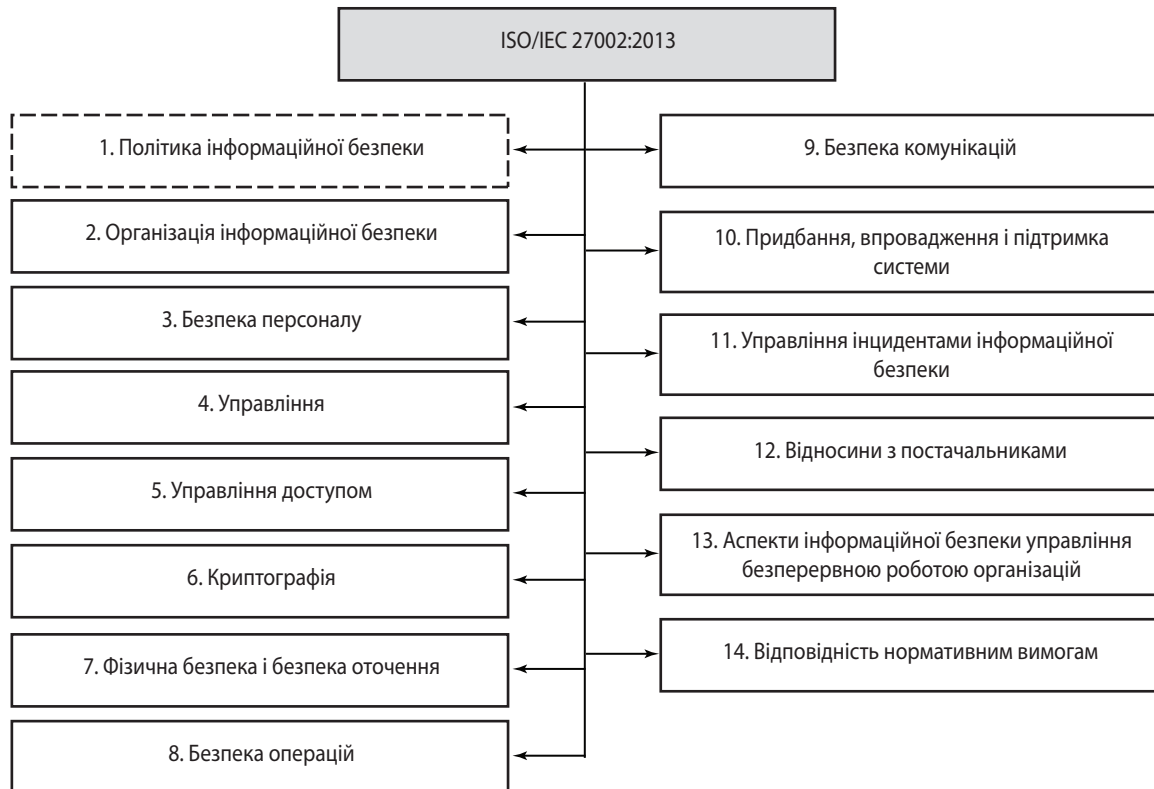 ISO/IEC 27002:2013
1. Політика інформаційної безпеки
2. Організація інформаційної безпеки
3. Безпека персоналу
4. Управління
5. Управління доступом
6. Криптографія
7. Фізична безпека і безпека оточення
8. Безпека операцій
9. Безпека комунікацій
10. Придбання, впровадження і підтримка
системи
11. Управління інцидентами інформаційної
безпеки
12. Відносини з постачальниками
13. Аспекти інформаційної безпеки управління
безперервною роботою організацій
14. Відповідність нормативним вимогам